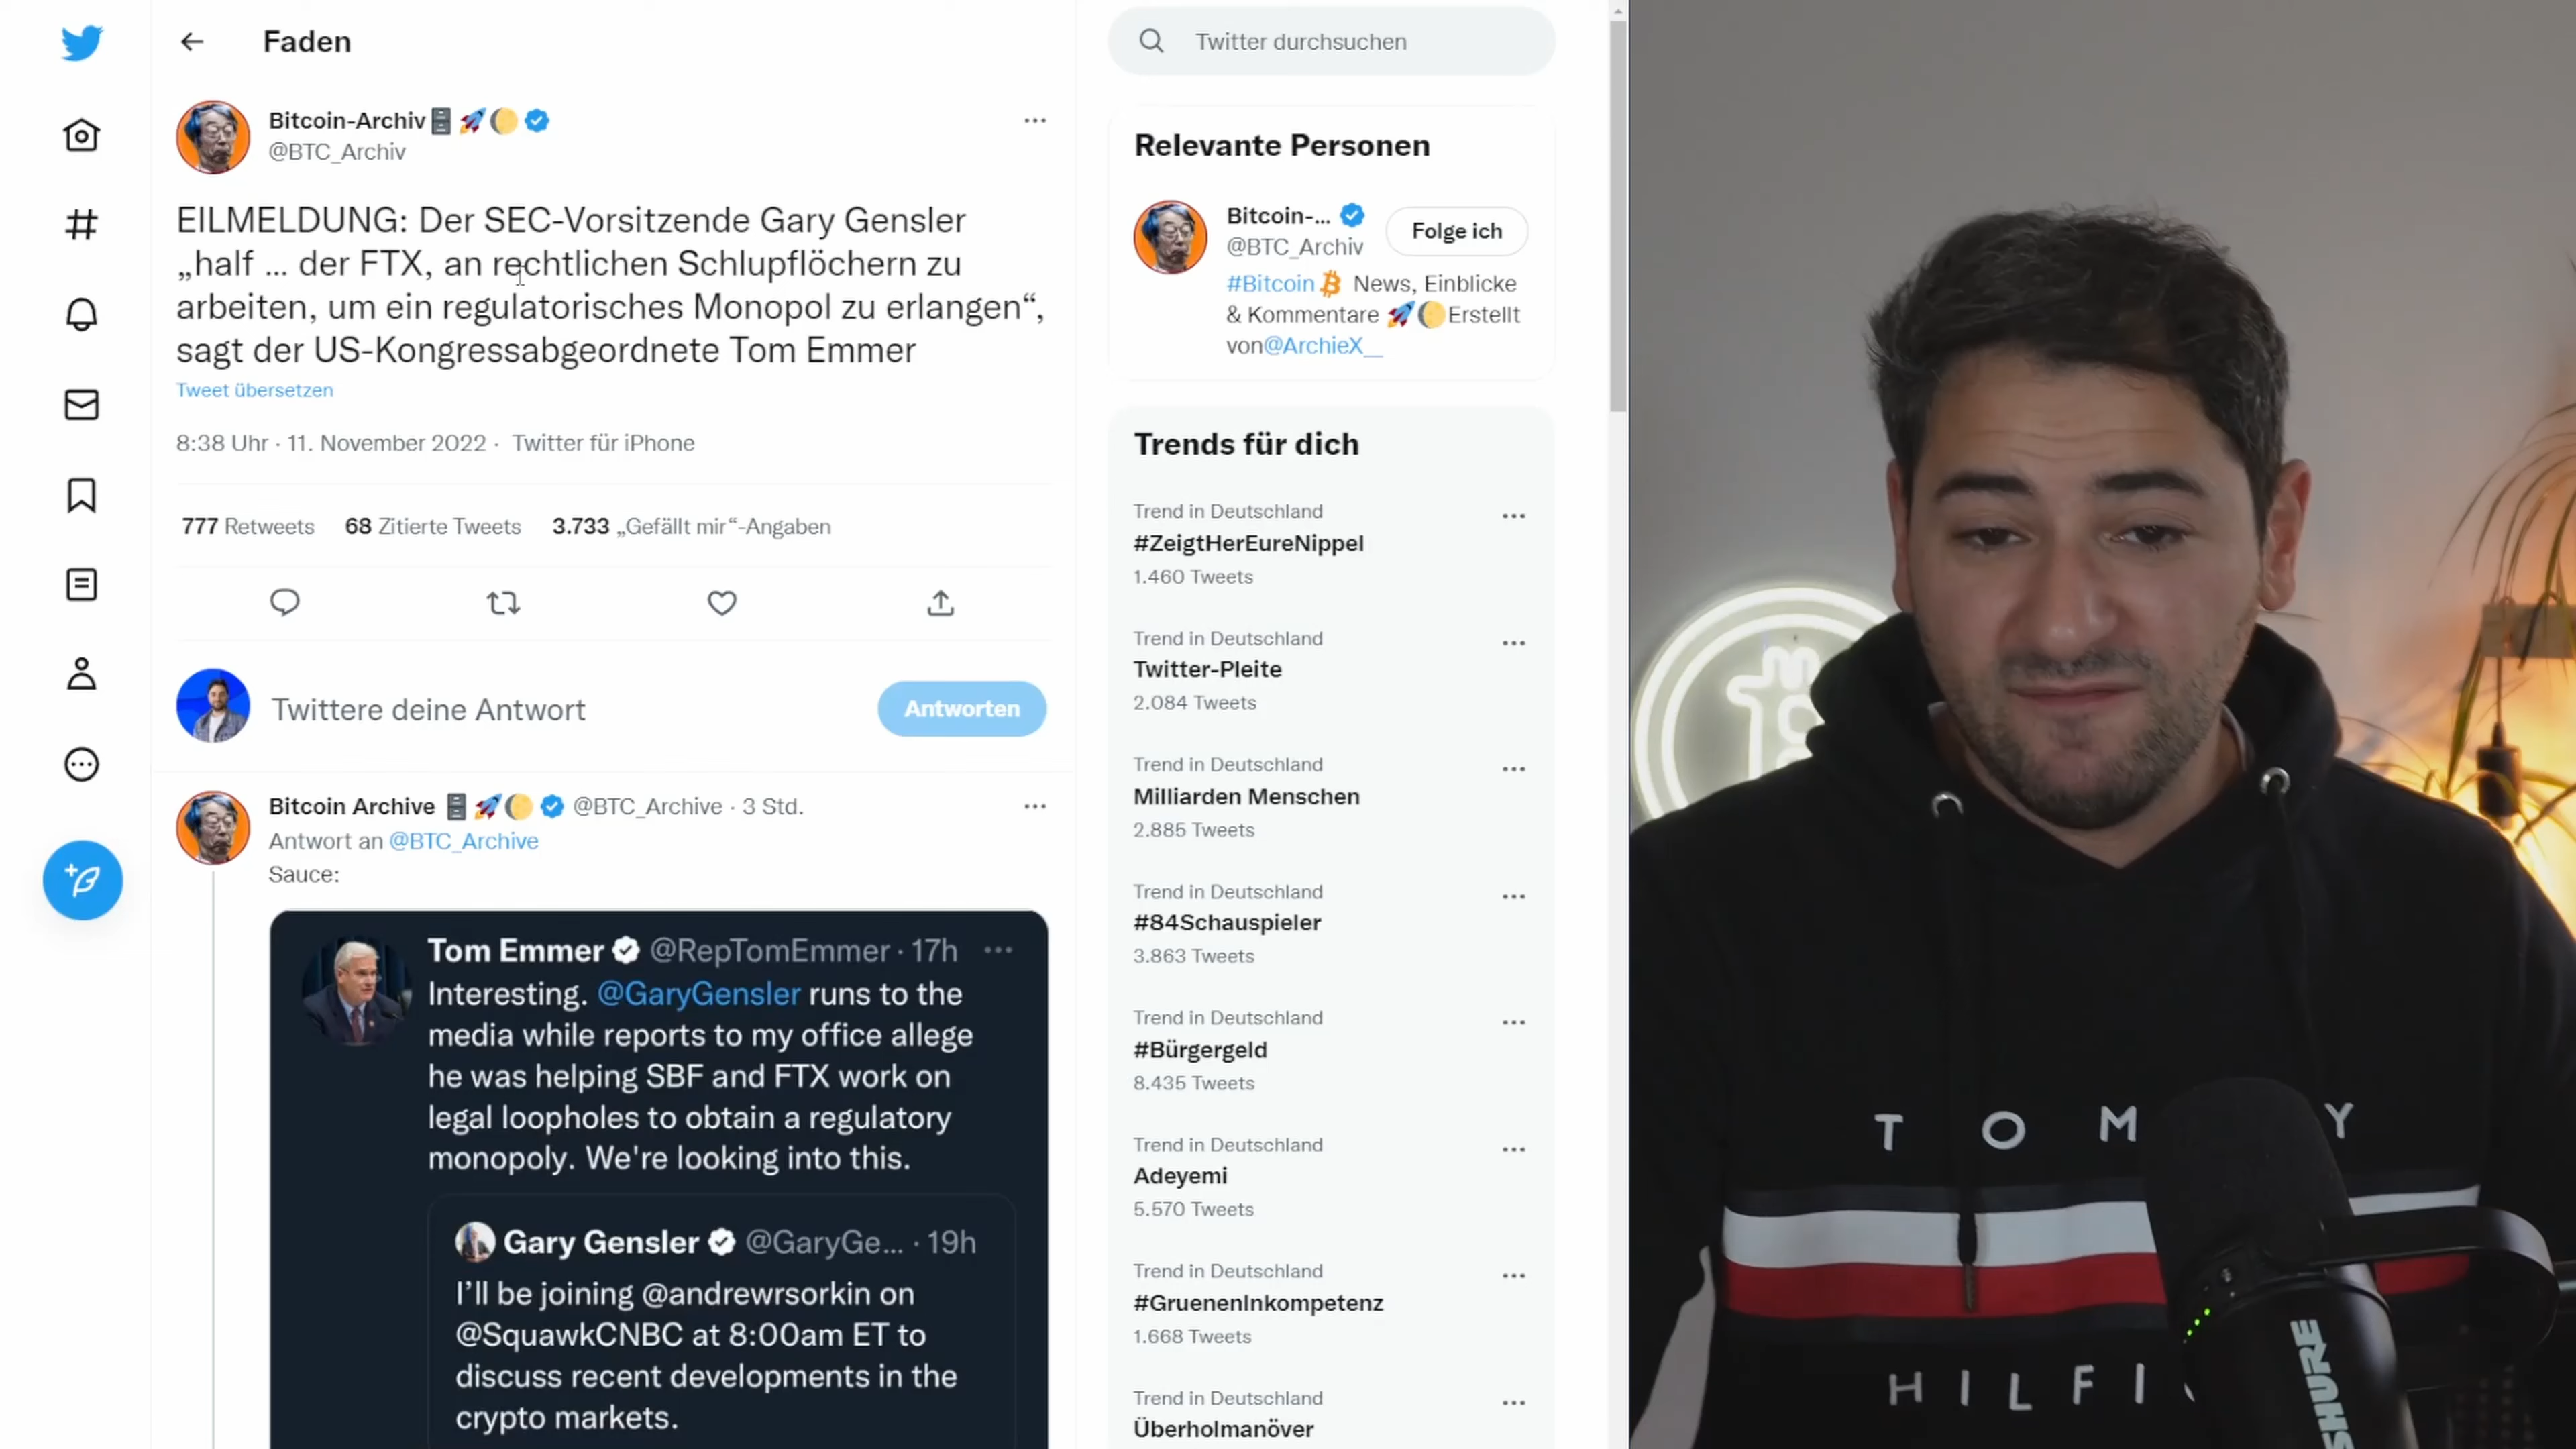 Faden
Bitcoin-Archiv
@BTC_Archiv
EILMELDUNG: Der SEC-Vorsitzende Gary Gensler
„half ... der FTX, an rechtlichen Schlupflöchern zu
arbeiten, um ein regulatorisches Monopol zu erlangen“,
sagt der US-Kongressabgeordnete Tom Emmer
Tweet übersetzen
8:38 Uhr · 11. November 2022 · Twitter für iPhone
777 Retweets 68 Zitierte Tweets 3.733 „Gefällt mir“-Angaben
Twittere deine Antwort
Antworten
Bitcoin Archive @BTC_Archive · 3 Std.
Antwort an @BTC_Archive
Sauce:
Tom Emmer @RepTomEmmer · 17h
Interesting. @GaryGensler runs to the
media while reports to my office allege
he was helping SBF and FTX work on
legal loopholes to obtain a regulatory
monopoly. We're looking into this.
Gary Gensler @GaryGe... · 19h
I’ll be joining @andrewrsorkin on
@SquawkCNBC at 8:00am ET to
discuss recent developments in the
crypto markets.
Twitter durchsuchen
Relevante Personen
Bitcoin-...
@BTC_Archiv
Folge ich
#Bitcoin News, Einblicke
& Kommentare Erstellt
von@ArchieX__
Trends für dich
Trend in Deutschland
#ZeigtHerEureNippel
1.460 Tweets
Trend in Deutschland
Twitter-Pleite
2.084 Tweets
Trend in Deutschland
Milliarden Menschen
2.885 Tweets
Trend in Deutschland
#84Schauspieler
3.863 Tweets
Trend in Deutschland
#Bürgergeld
8.435 Tweets
Trend in Deutschland
Adeyemi
5.570 Tweets
Trend in Deutschland
#GruenenInkompetenz
1.668 Tweets
Trend in Deutschland
Überholmanöver
TOM Y
HILFI
SHURE